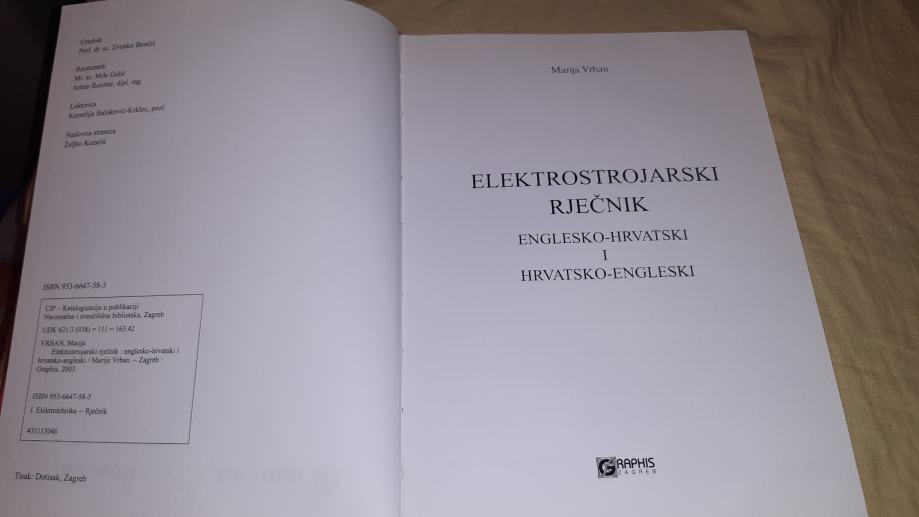 Urednik
Prof. dr. sc. Zvonko Benčić
Recenzenti
Mr. sc. Mile Galić
Antun Reicher, dipl. ing.
Lektorica
Kornelija Baloković-Krklec, prof.
Naslovna stranica
Željko Kozarić
ISBN 953-6647-58-3
CIP – Katalogizacija u publikaciji
Nacionalna i sveučilišna biblioteka, Zagreb
UDK 621.3 (038) = 111 = 163.42
VRBAN, Marija
Elektrostrojarski rječnik : englesko-hrvatski i
hrvatsko-engleski / Marija Vrban. – Zagreb :
Graphis, 2003.
ISBN 953-6647-58-3
I. Elektrotehnika -- Rječnik
431113046
Tisak: Dotisak, Zagreb
Marija Vrban
ELEKTROSTROJARSKI
RJEČNIK
ENGLESKO-HRVATSKI
I
HRVATSKO-ENGLESKI
GRAPHIS
ZAGREB